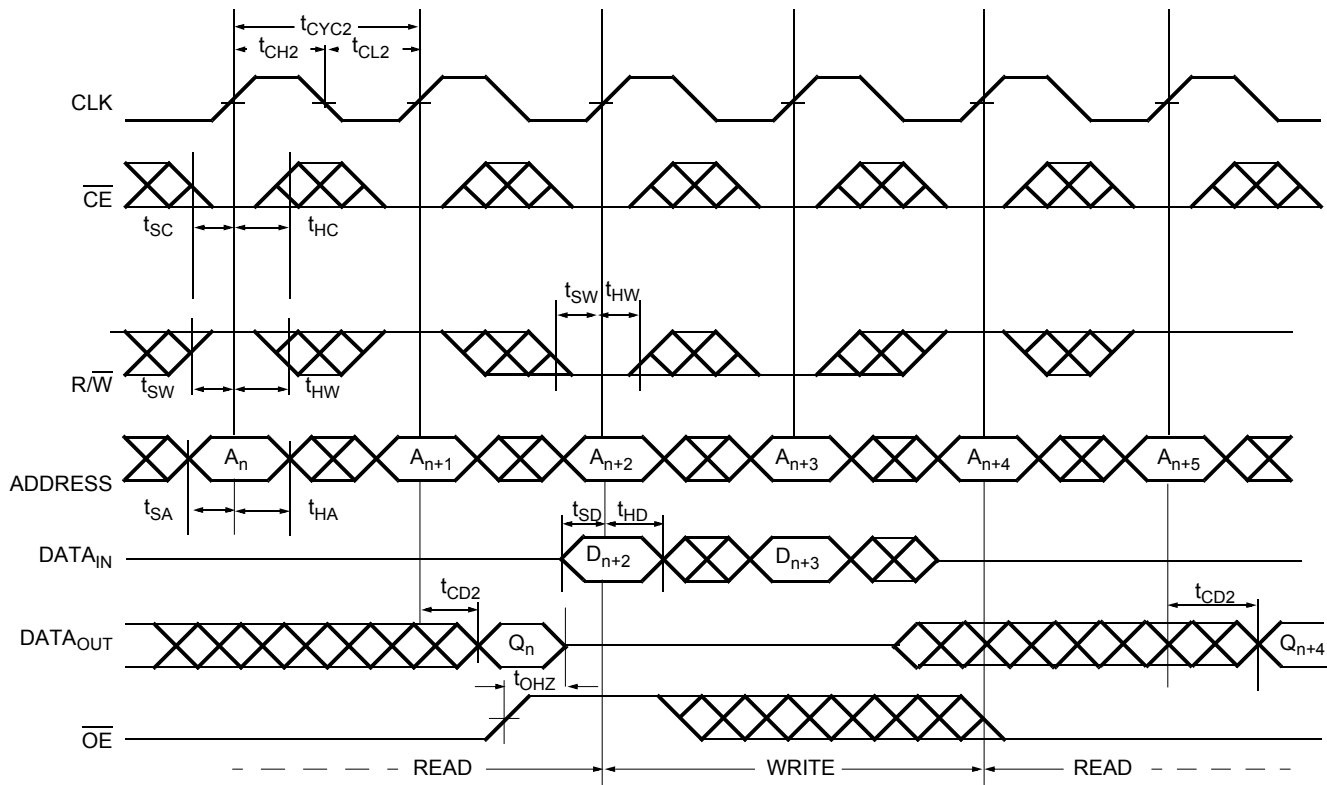 tCYC2
tCH2 tCL2
CLK
CE
tSC tHC
tSW tHW
R/W
tSW tHW
An An+1 An+2 An+3 An+4 An+5
ADDRESS
tSA tHA
tSD tHD
DATAIN
Dn+2 Dn+3
tCD2 tCD2
DATAOUT
Qn Qn+4
tOHZ
OE
READ WRITE READ